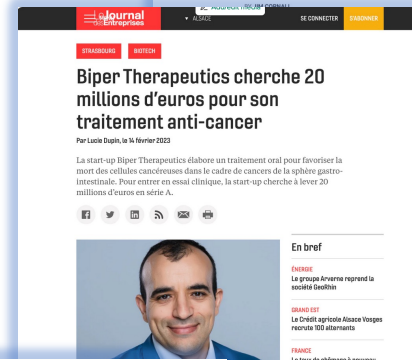 Le Journal
des Entreprises
ALSACE
SE CONNECTER
S'ABONNER
STRASBOURG
BIOTECH
Biper Therapeutics cherche 20
millions d'euros pour son
traitement anti-cancer
Par Lucie Dupin, le 14 février 2023
La start-up Biper Therapeutics élabore un traitement oral pour favoriser la
mort des cellules cancéreuses dans le cadre de cancers de la sphère gastro-
intestinale. Pour entrer en essai clinique, la start-up cherche à lever 20
millions d'euros en série A.
En bref
ÉNERGIE
Le groupe Arverne reprend la
société GeoRhin
GRAND EST
Le Crédit agricole Alsace Vosges
recrute 100 alternants
FRANCE